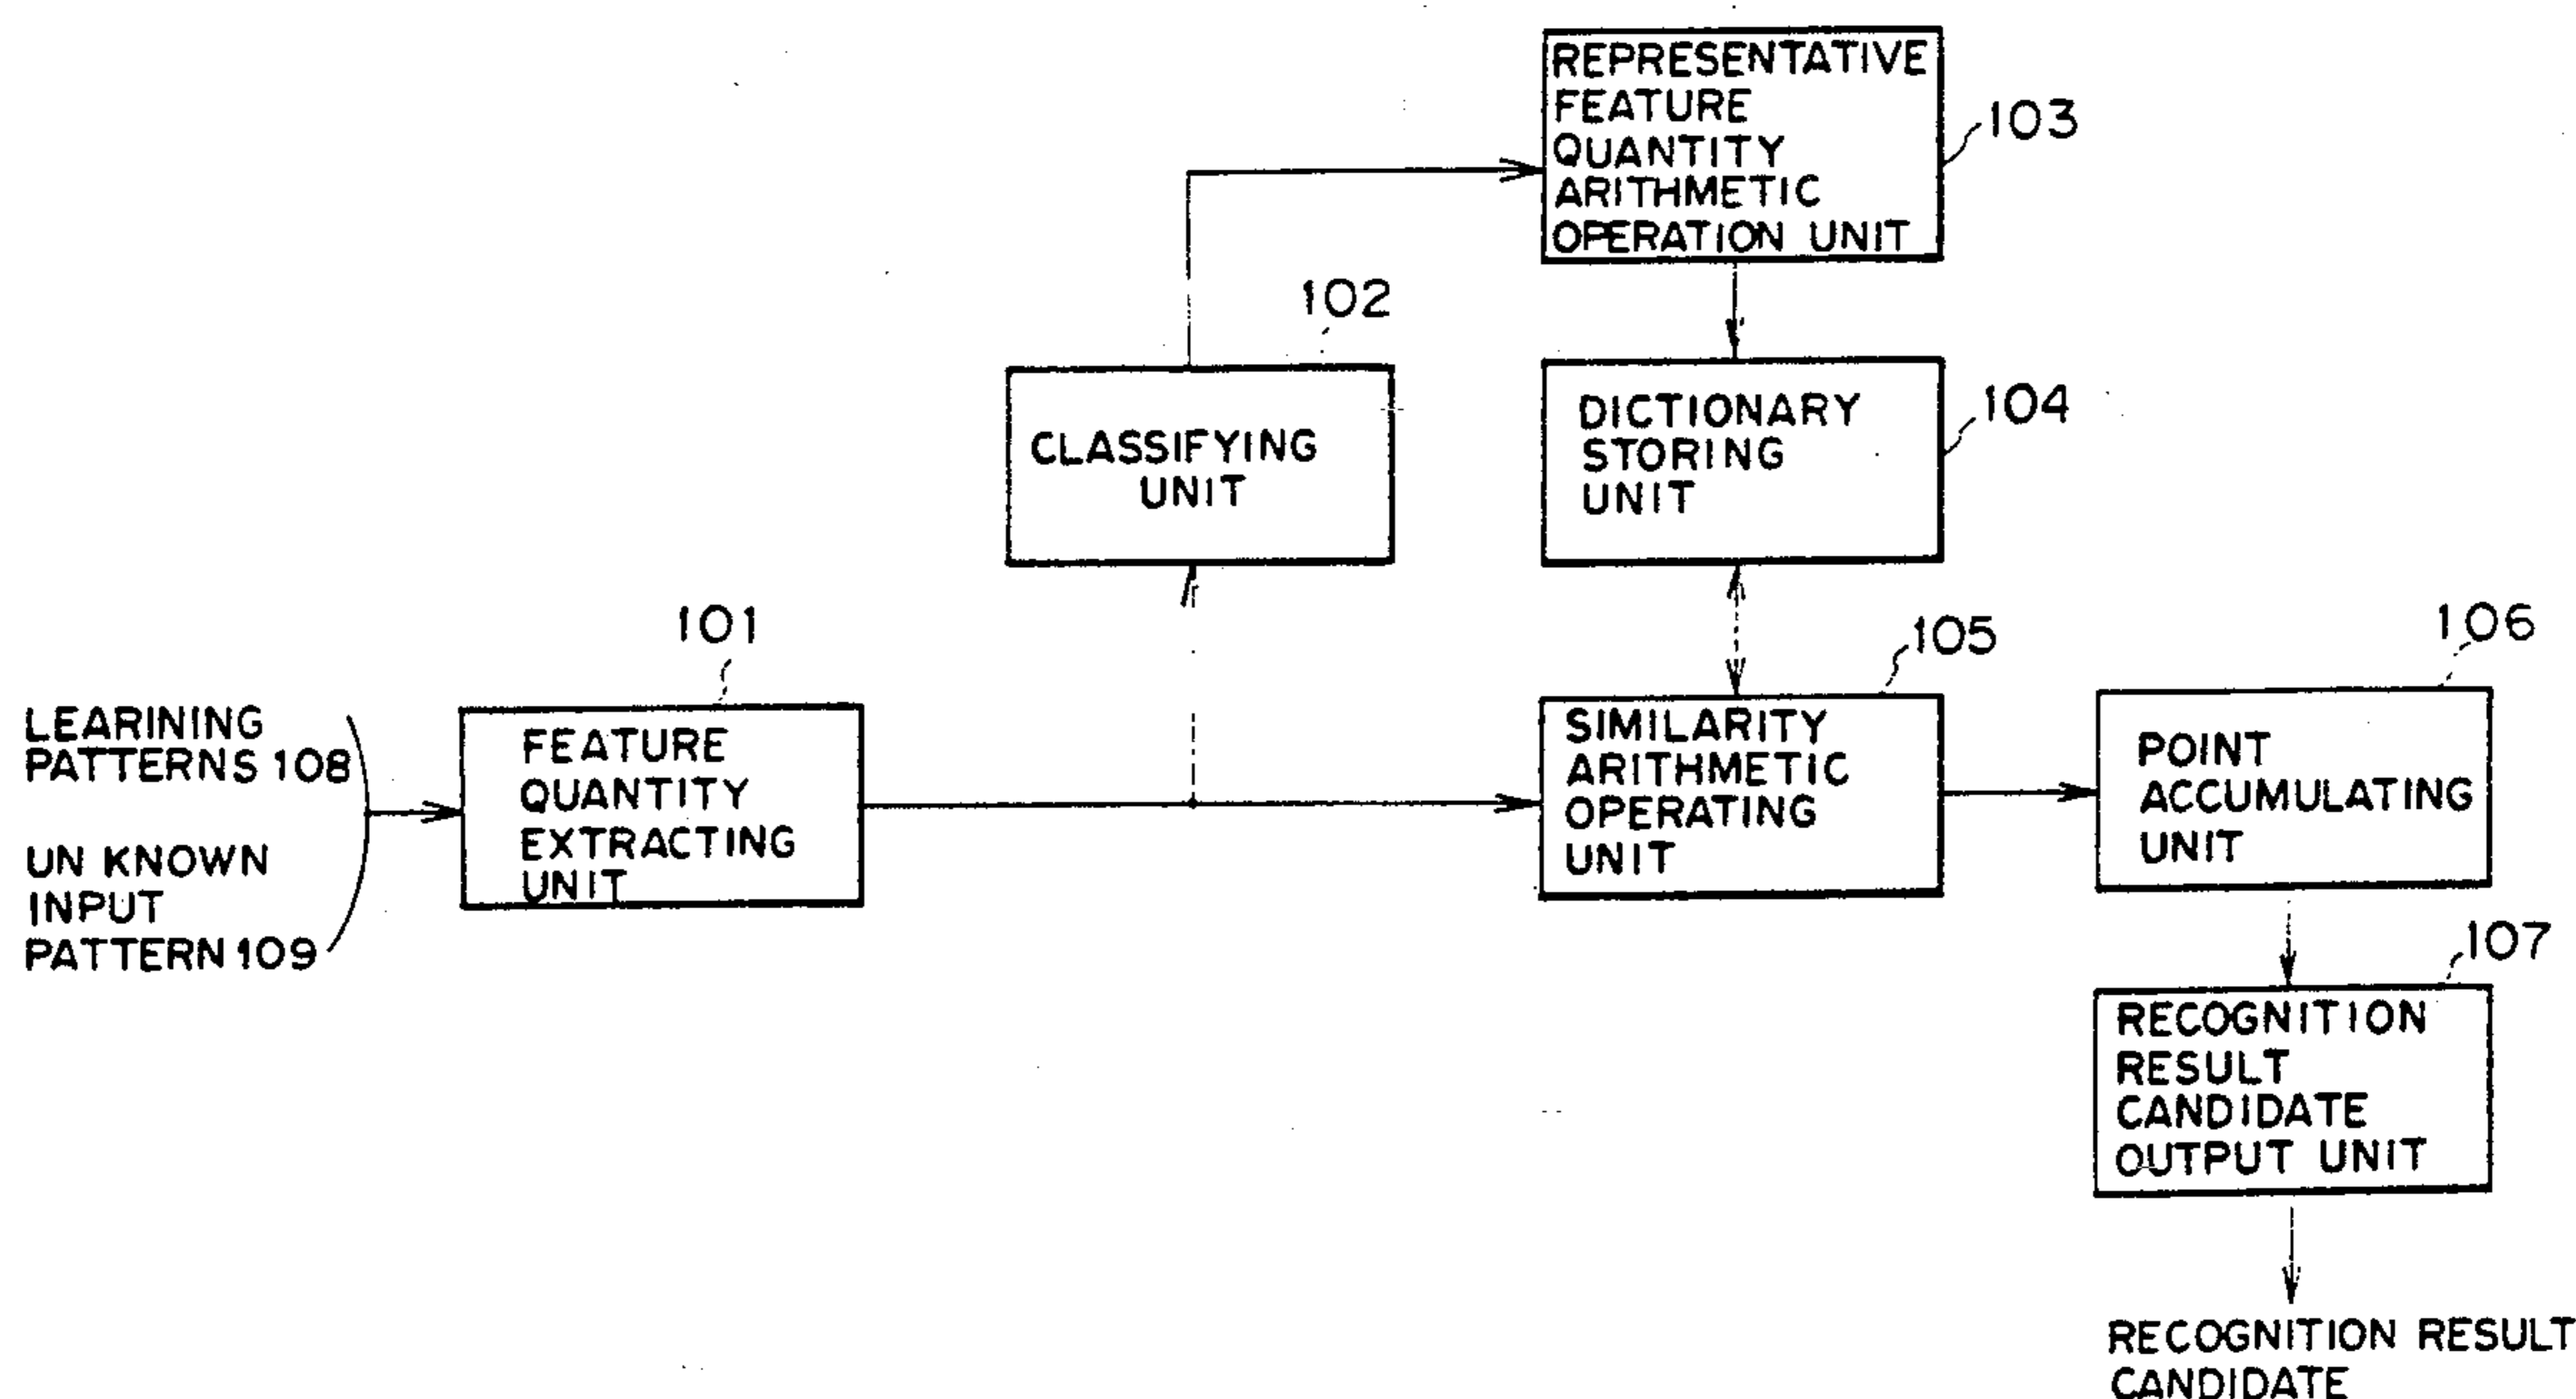 REPRESENTATIVE
FEATURE
QUANTITY
ARITHMETIC
OPERATION UNIT
103
102
CLASSIFYING
UNIT
DICTIONARY
STORING
UNIT
104
101
LEARINING
PATTERNS 108
UN KNOWN
INPUT
PATTERN 109
FEATURE
QUANTITY
EXTRACTING
UNIT
105
SIMILARITY
ARITHMETIC
OPERATING
UNIT
106
POINT
ACCUMULATING
UNIT
107
RECOGNITION
RESULT
CANDIDATE
OUTPUT UNIT
RECOGNITION RESULT
CANDIDATE